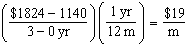 ($1824 − 1140 / 3 − 0 yr) (1 yr / 12 m) = $19 / m